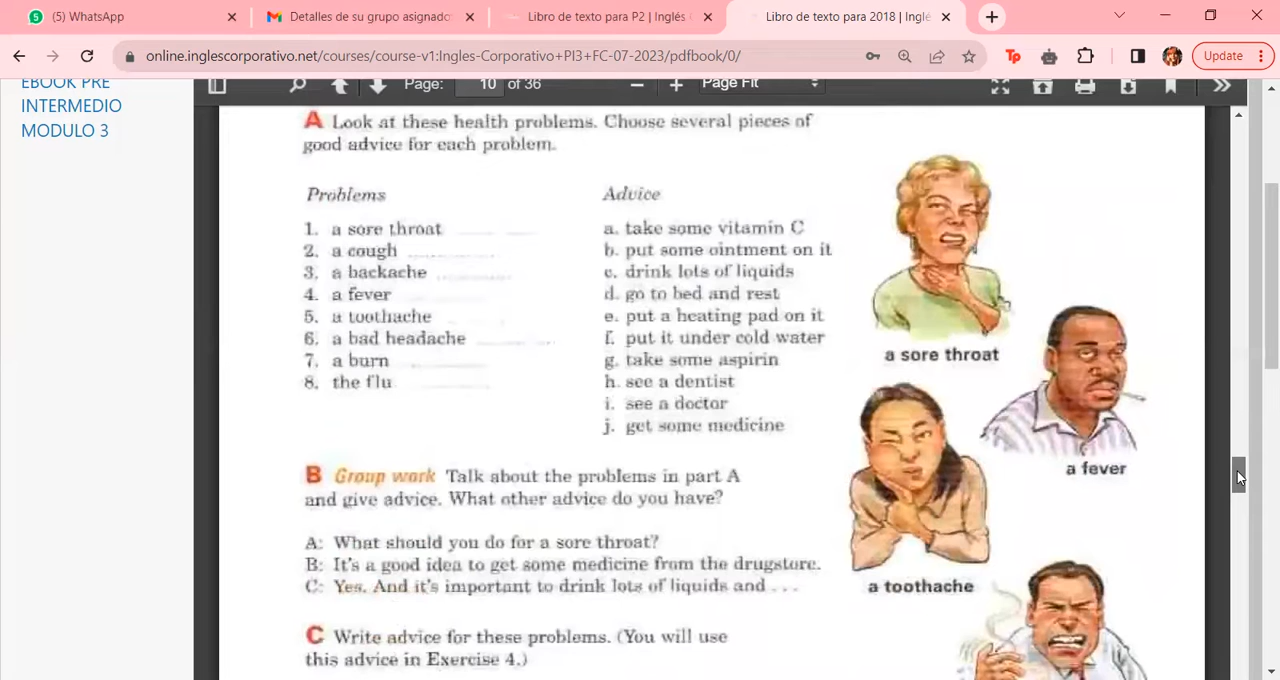 (5) WhatsApp
Detalles de su grupo asignado
Libro de texto para P2 | Inglés
Libro de texto para 2018 | Inglé
online.inglescorporativo.net/courses/course-v1:Ingles-Corporativo+PI3+FC-07-2023/pdfbook/0/
Update
EBOOK PRE
INTERMEDIO
MODULO 3
Page: 10 of 36
Page Fit
A Look at these health problems. Choose several pieces of
good advice for each problem.
Problems
1. a sore throat
2. a cough
3. a backache
4. a fever
5. a toothache
6. a bad headache
7. a burn
8. the flu
Advice
a. take some vitamin C
b. put some ointment on it
c. drink lots of liquids
d. go to bed and rest
e. put a heating pad on it
f. put it under cold water
g. take some aspirin
h. see a dentist
i. see a doctor
j. get some medicine
a sore throat
a fever
a toothache
B Group work Talk about the problems in part A
and give advice. What other advice do you have?
A: What should you do for a sore throat?
B: It's a good idea to get some medicine from the drugstore.
C: Yes. And it's important to drink lots of liquids and . . .
C Write advice for these problems. (You will use
this advice in Exercise 4.)